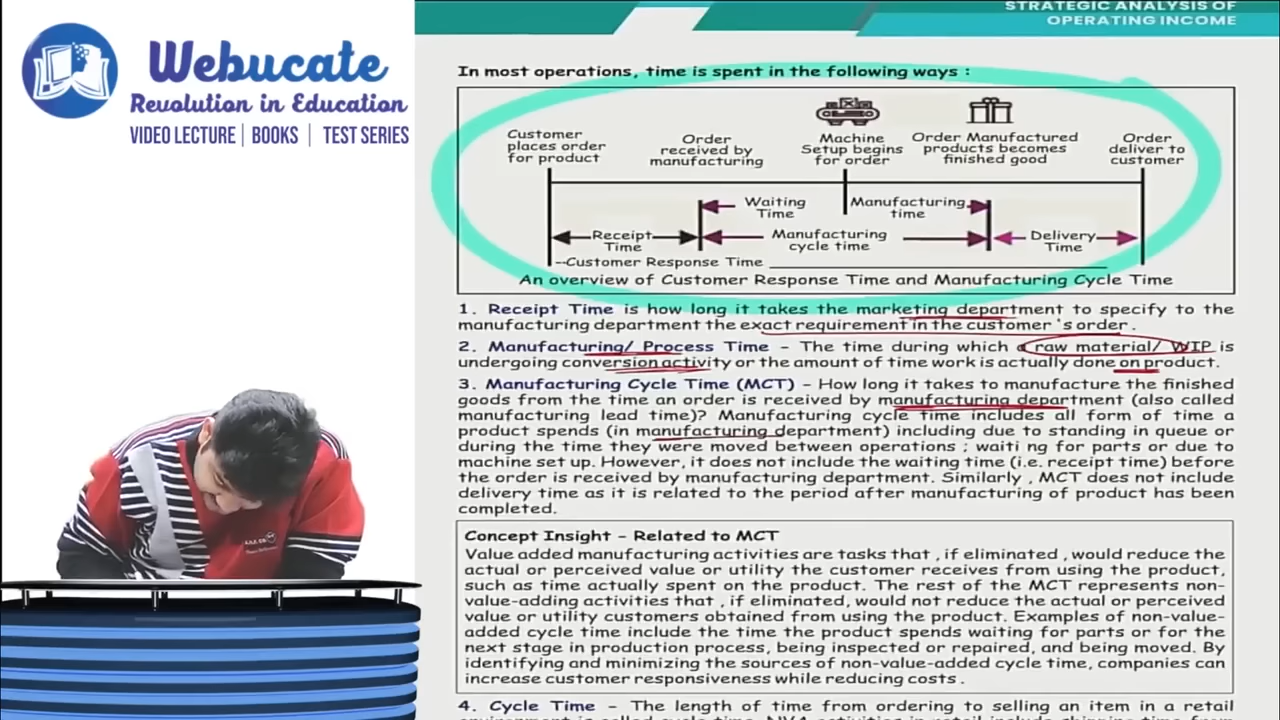 Webucate
Revolution in Education
VIDEO LECTURE | BOOKS | TEST SERIES
STRATEGIC ANALYSIS OF
OPERATING INCOME
In most operations, time is spent in the following ways :
Customer
places order
for product
Order
received by
manufacturing
Machine
Setup begins
for order
Order Manufactured
products becomes
finished good
Order
deliver to
customer
Waiting
Time
Manufacturing
time
Receipt
Time
Manufacturing
cycle time
Delivery
Time
--Customer Response Time
An overview of Customer Response Time and Manufacturing Cycle Time
1. Receipt Time is how long it takes the marketing department to specify to the
manufacturing department the exact requirement in the customer 's order .
2. Manufacturing/ Process Time – The time during which a raw material/ WIP is
undergoing conversion activity or the amount of time work is actually done on product.
3. Manufacturing Cycle Time (MCT) – How long it takes to manufacture the finished
goods from the time an order is received by manufacturing department (also called
manufacturing lead time)? Manufacturing cycle time includes all form of time a
product spends (in manufacturing department) including due to standing in queue or
during the time they were moved between operations ; waiti ng for parts or due to
machine set up. However, it does not include the waiting time (i.e. receipt time) before
the order is received by manufacturing department. Similarly , MCT does not include
delivery time as it is related to the period after manufacturing of product has been
completed.
Concept Insight – Related to MCT
Value added manufacturing activities are tasks that , if eliminated , would reduce the
actual or perceived value or utility the customer receives from using the product,
such as time actually spent on the product. The rest of the MCT represents non-
value-adding activities that , if eliminated, would not reduce the actual or perceived
value or utility customers obtained from using the product. Examples of non-value-
added cycle time include the time the product spends waiting for parts or for the
next stage in production process, being inspected or repaired, and being moved. By
identifying and minimizing the sources of non-value-added cycle time, companies can
increase customer responsiveness while reducing costs .
4. Cycle Time – The length of time from ordering to selling an item in a retail
environment is called cycle time. NVA activities in retail include shipping time from